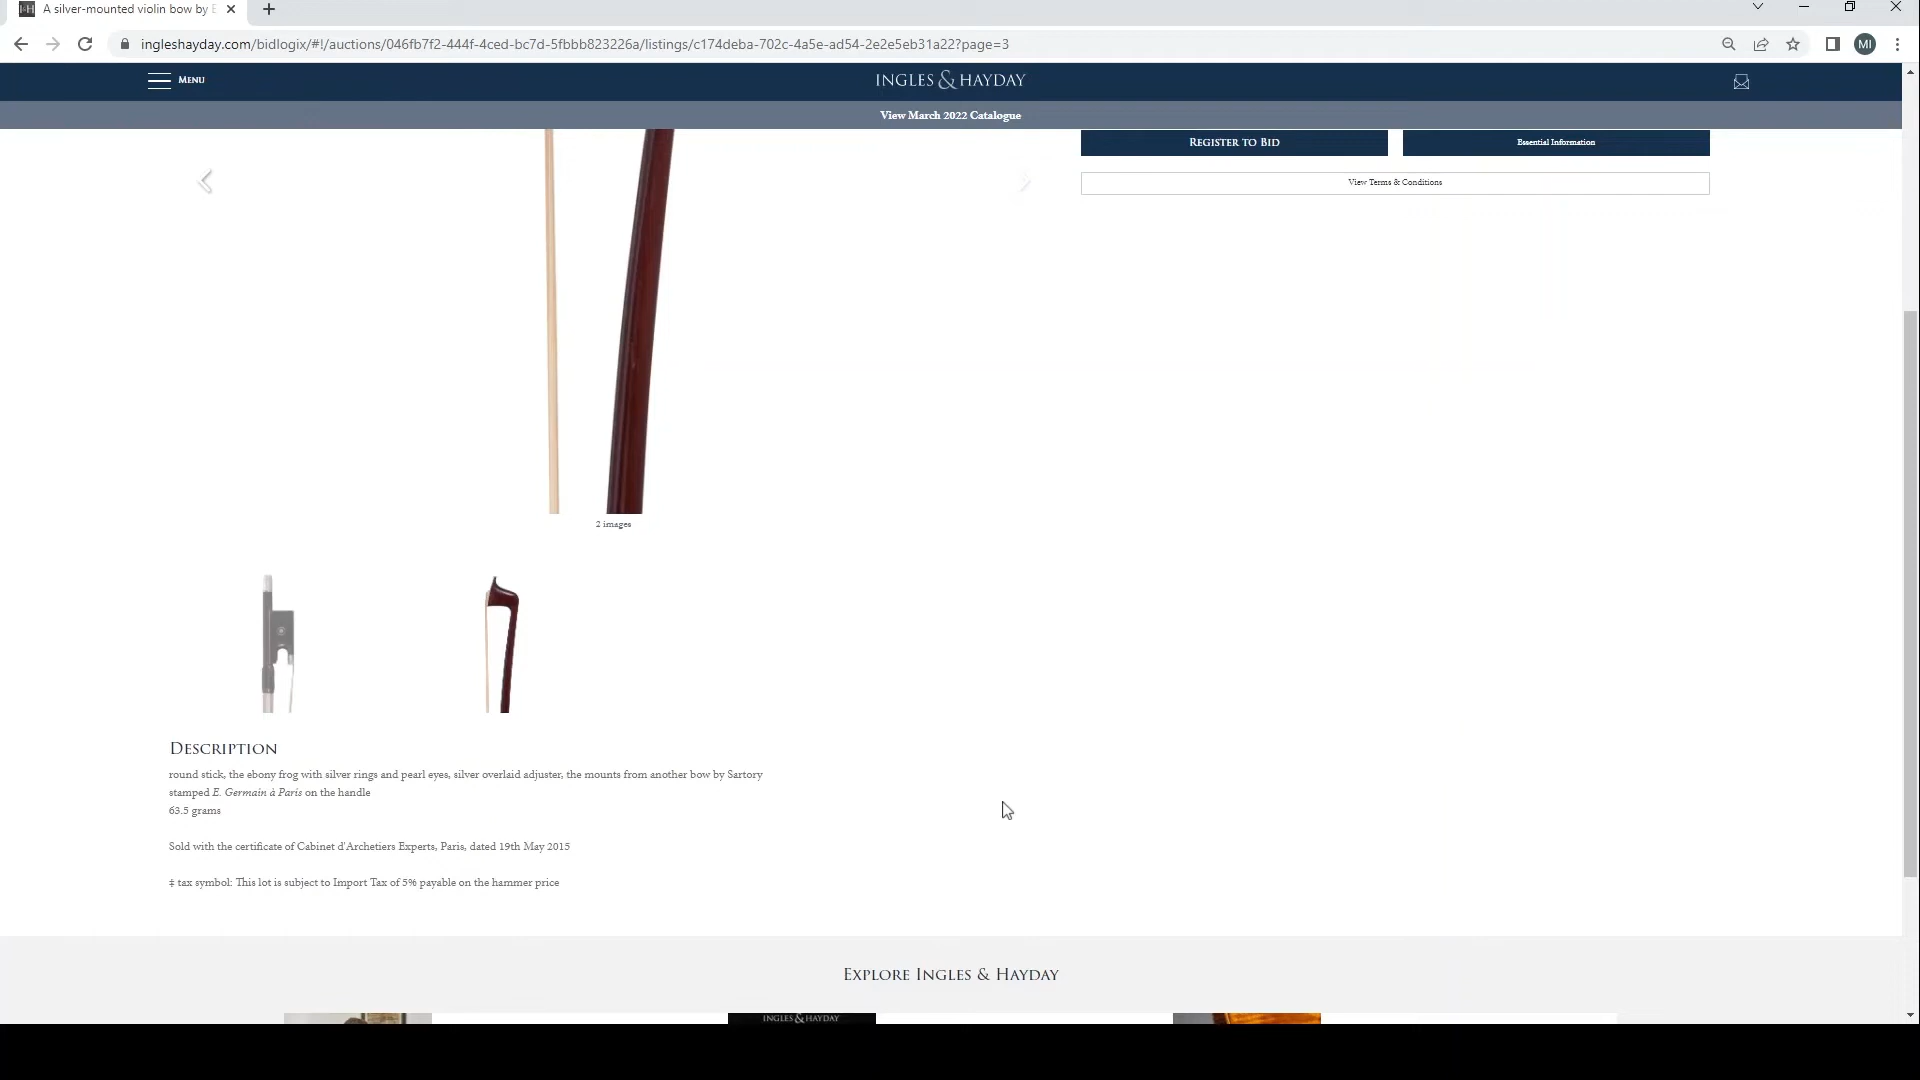 A silver-mounted violin bow by E
ingleshayday.com/bidlogix/#!/auctions/046fb7f2-444f-4ced-bc7d-5fbbb823226a/listings/c174deba-702c-4a5e-ad54-2e2e5eb31a22?page=3
MI
MENU
INGLES & HAYDAY
View March 2022 Catalogue
REGISTER TO BID
Essential Information
View Terms & Conditions
2 images
DESCRIPTION
round stick, the ebony frog with silver rings and pearl eyes, silver overlaid adjuster, the mounts from another bow by Sartory
stamped E. Germain à Paris on the handle
63.5 grams
Sold with the certificate of Cabinet d'Archetiers Experts, Paris, dated 19th May 2015
‡ tax symbol: This lot is subject to Import Tax of 5% payable on the hammer price
EXPLORE INGLES & HAYDAY
INGLES & HAYDAY